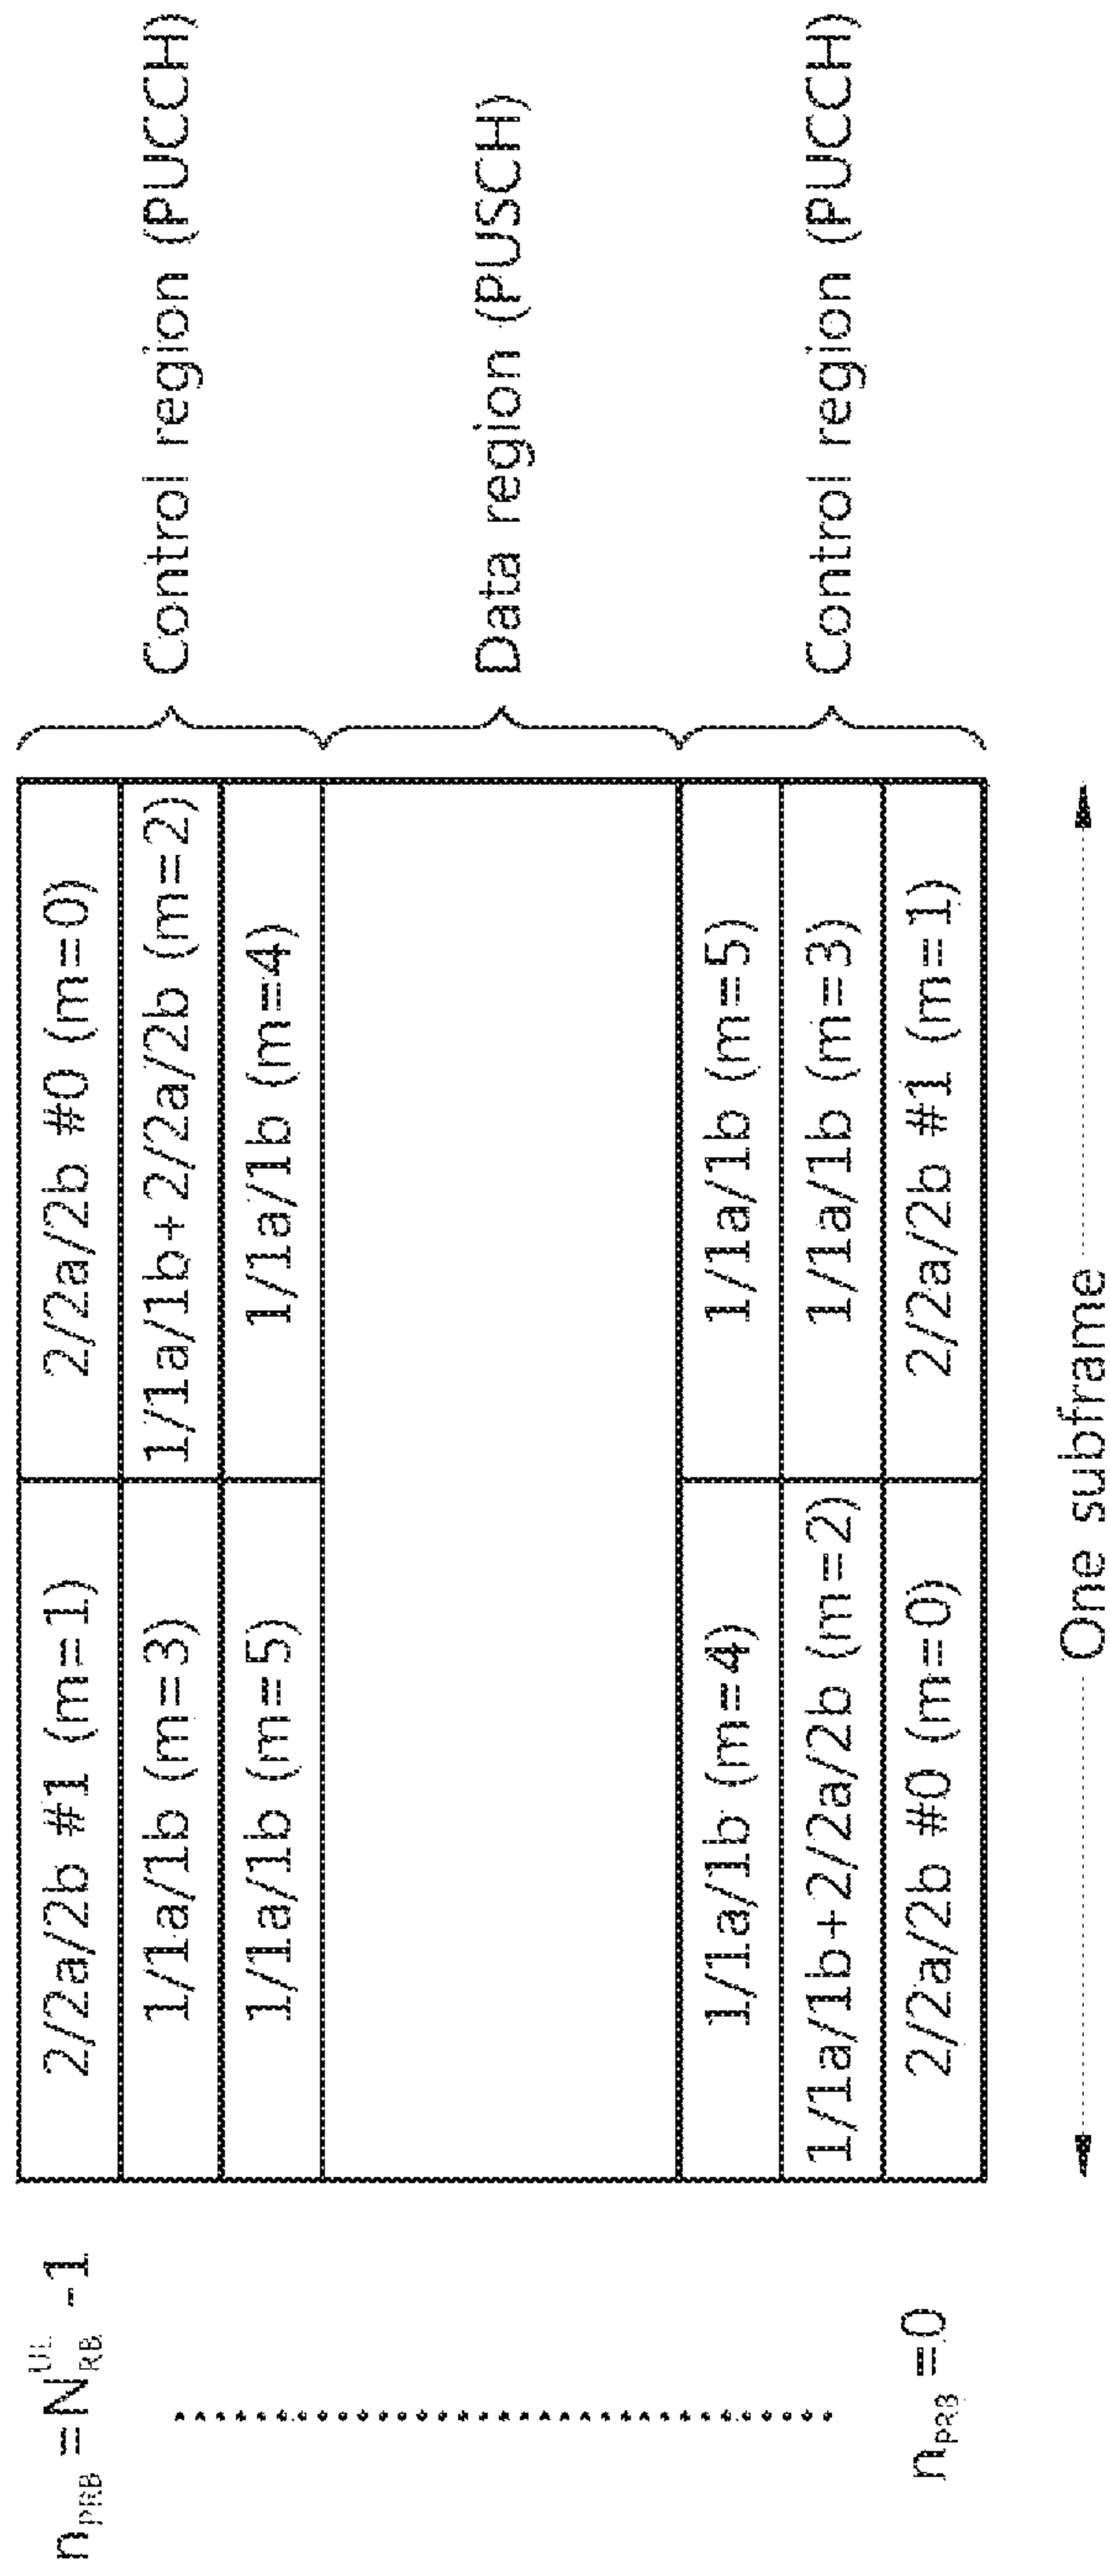 n_PRB =N_RB^UL -1
2/2a/2b #1 (m=1)
2/2a/2b #0 (m=0)
Control region (PUCCH)
1/1a/1b (m=3)
1/1a/1b+2/2a/2b (m=2)
1/1a/1b (m=5)
1/1a/1b (m=4)
Data region (PUSCH)
1/1a/1b (m=4)
1/1a/1b (m=5)
Control region (PUCCH)
1/1a/1b+2/2a/2b (m=2)
1/1a/1b (m=3)
n_PRB =0
2/2a/2b #0 (m=0)
2/2a/2b #1 (m=1)
One subframe